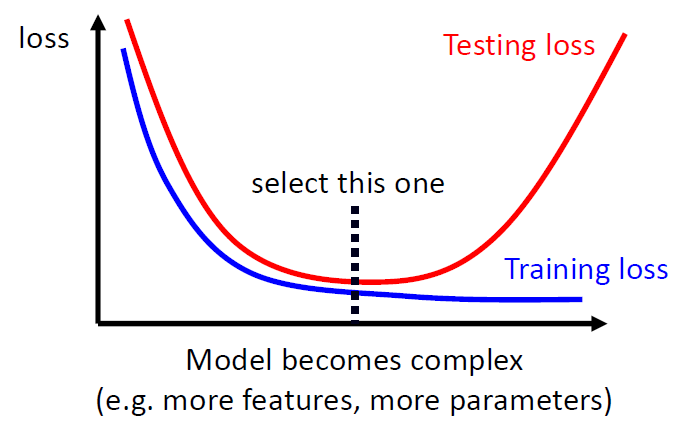 loss
Testing loss
select this one
Training loss
Model becomes complex
(e.g. more features, more parameters)